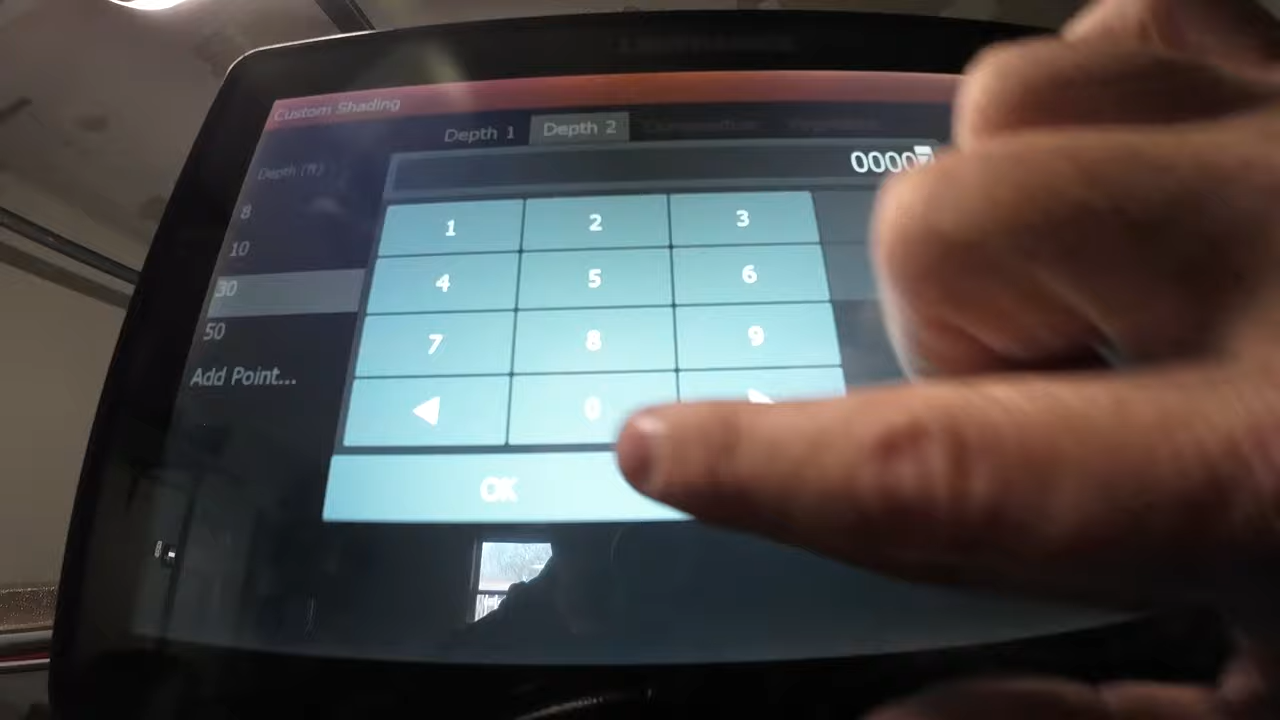 Custom Shading
Depth 1 Depth 2
Depth (ft)
00007
8
10
30
50
Add Point...
1 2 3
4 5 6
7 8 9
0
OK